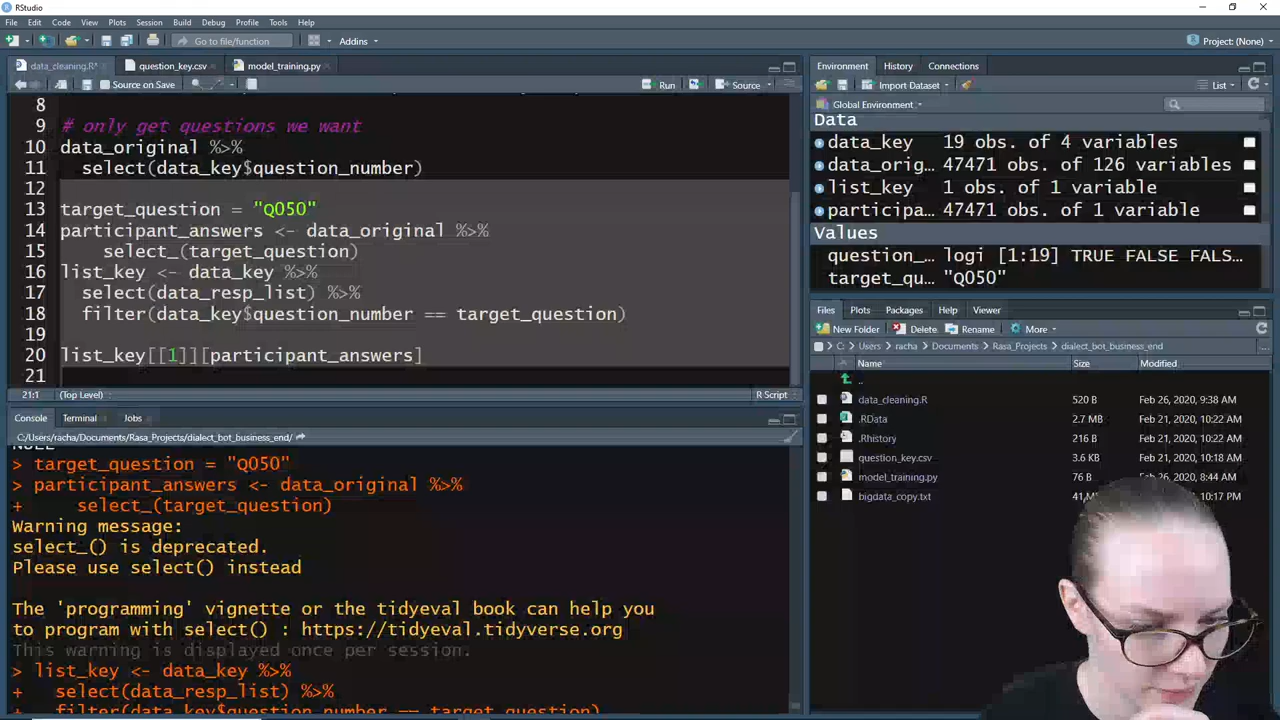 RStudio
File Edit Code View Plots Session Build Debug Profile Tools Help
Go to file/function Addins Project: (None)
data_cleaning.R* question_key.csv model_training.py
Source on Save Run Source
8
9 # only get questions we want
10 data_original %>%
11 select(data_key$question_number)
12
13 target_question = "Q050"
14 participant_answers <- data_original %>%
15 select_(target_question)
16 list_key <- data_key %>%
17 select(data_resp_list) %>%
18 filter(data_key$question_number == target_question)
19
20 list_key[[1]][participant_answers]
21
21:1 (Top Level) R Script
Console Terminal Jobs
C:/Users/racha/Documents/Rasa_Projects/dialect_bot_business_end/
NULL
> target_question = "Q050"
> participant_answers <- data_original %>%
+ select_(target_question)
Warning message:
select_() is deprecated.
Please use select() instead
The 'programming' vignette or the tidyeval book can help you
to program with select() : https://tidyeval.tidyverse.org
This warning is displayed once per session.
> list_key <- data_key %>%
+ select(data_resp_list) %>%
+ filter(data_key$question_number == target_question)
Environment History Connections
Import Dataset List
Global Environment
Data
data_key 19 obs. of 4 variables
data_orig… 47471 obs. of 126 variables
list_key 1 obs. of 1 variable
participa… 47471 obs. of 1 variable
Values
question_… logi [1:19] TRUE FALSE FALS…
target_qu… "Q050"
Files Plots Packages Help Viewer
New Folder Delete Rename More
C: Users racha Documents Rasa_Projects dialect_bot_business_end
Name Size Modified
..
data_cleaning.R 520 B Feb 26, 2020, 9:38 AM
.RData 2.7 MB Feb 21, 2020, 10:22 AM
.Rhistory 216 B Feb 21, 2020, 10:22 AM
question_key.csv 3.6 KB Feb 21, 2020, 10:18 AM
model_training.py 76 B Feb 26, 2020, 8:44 AM
bigdata_copy.txt 2020, 10:17 PM